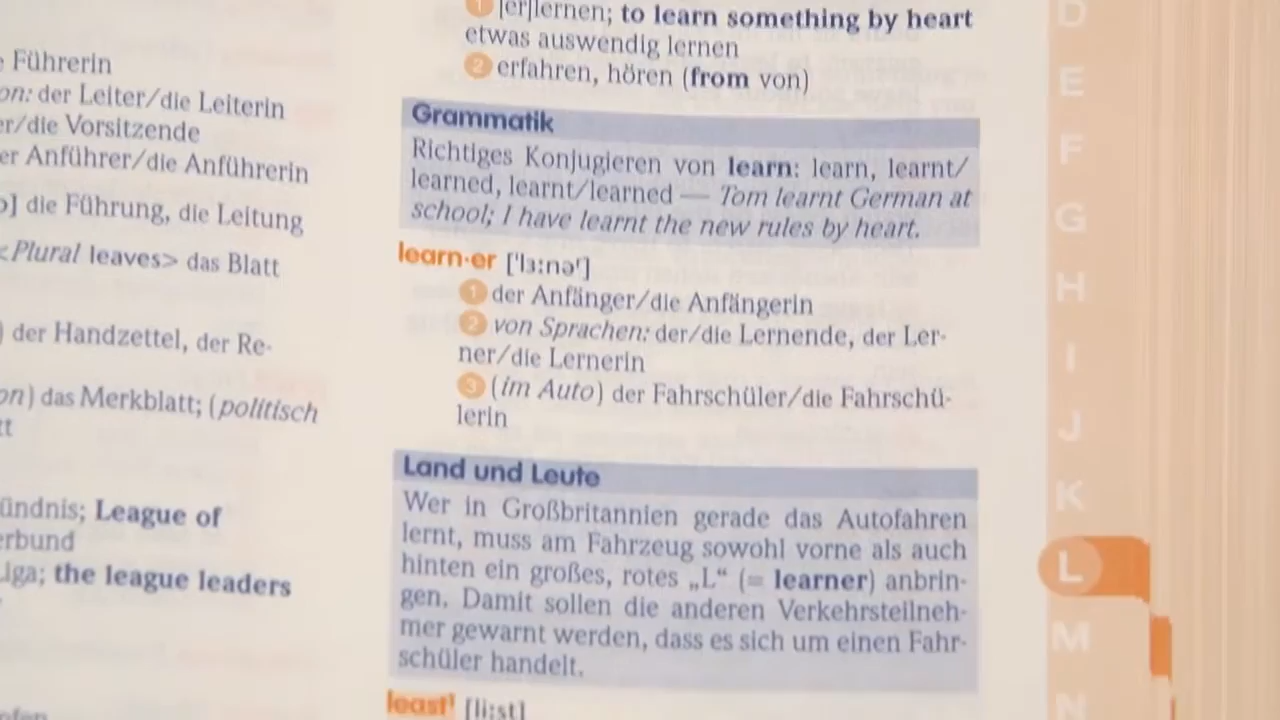 Führerin
on: der Leiter/die Leiterin
er/die Vorsitzende
er Anführer/die Anführerin
die Führung, die Leitung
<Plural leaves> das Blatt
) der Handzettel, der Re-
on) das Merkblatt; (politisch
tt
ündnis; League of
erbund
Liga; the league leaders
1 [er]lernen; to learn something by heart
etwas auswendig lernen
2 erfahren, hören (from von)
Grammatik
Richtiges Konjugieren von learn: learn, learnt/
learned, learnt/learned — Tom learnt German at
school; I have learnt the new rules by heart.
learn·er ['lɜ:nəʳ]
1 der Anfänger/die Anfängerin
2 von Sprachen: der/die Lernende, der Ler-
ner/die Lernerin
3 (im Auto) der Fahrschüler/die Fahrschü-
lerin
Land und Leute
Wer in Großbritannien gerade das Autofahren
lernt, muss am Fahrzeug sowohl vorne als auch
hinten ein großes, rotes „L“ (= learner) anbrin-
gen. Damit sollen die anderen Verkehrsteilneh-
mer gewarnt werden, dass es sich um einen Fahr-
schüler handelt.
least¹ [li:st]
D
E
F
G
H
I
J
K
L
M
N